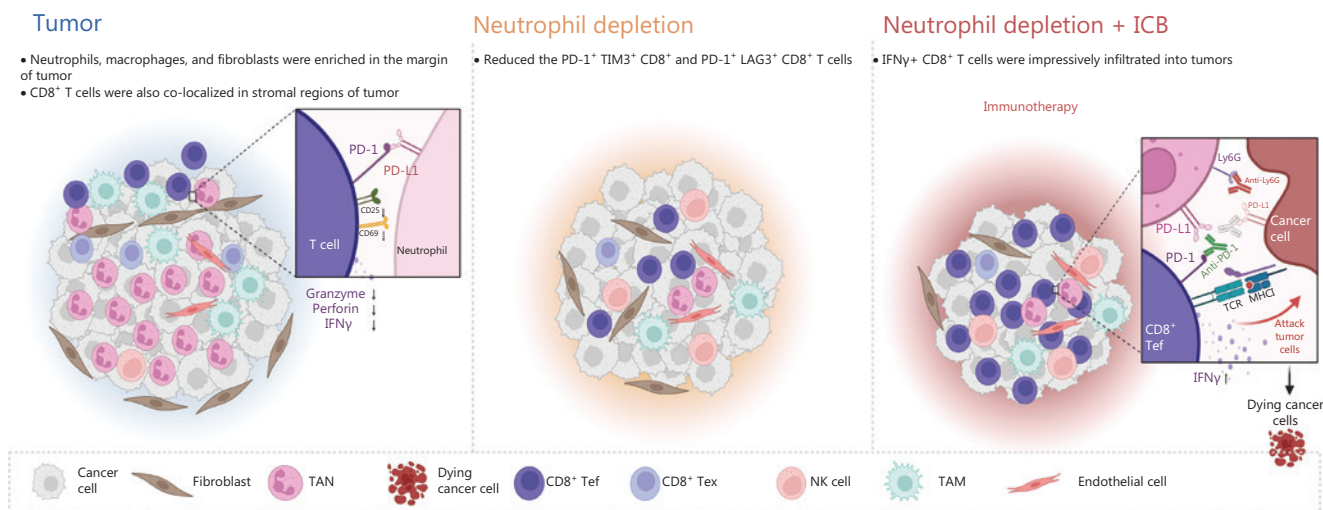 Tumor
• Neutrophils, macrophages, and fibroblasts were enriched in the margin
of tumor
• CD8⁺ T cells were also co-localized in stromal regions of tumor
PD-1
PD-L1
CD25
CD69
T cell
Neutrophil
Granzyme ↓
Perforin ↓
IFNγ ↓
Neutrophil depletion
• Reduced the PD-1⁺ TIM3⁺ CD8⁺ and PD-1⁺ LAG3⁺ CD8⁺ T cells
Neutrophil depletion + ICB
• IFNγ+ CD8⁺ T cells were impressively infiltrated into tumors
Immunotherapy
Ly6G
Anti-Ly6G
PD-L1
PD-L1
Cancer
cell
PD-1
Anti-PD-1
TCR
MHCI
CD8⁺
Tef
Attack
tumor
cells
IFNγ ↑
Dying cancer
cells
Cancer
cell
Fibroblast
TAN
Dying
cancer cell
CD8⁺ Tef
CD8⁺ Tex
NK cell
TAM
Endothelial cell